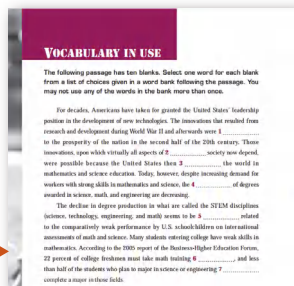 VOCABULARY IN USE
The following passage has ten blanks. Select one word for each blank
from a list of choices given in a word bank following the passage. You
may not use any of the words in the bank more than once.
For decades, Americans have taken for granted the United States' leadership
position in the development of new technologies. The innovations that resulted from
research and development during World War II and afterwards were 1 ..............
to the prosperity of the nation in the second half of the 20th century. Those
innovations, upon which virtually all aspects of 2 .............. society now depend,
were possible because the United States then 3 .............. the world in
mathematics and science education. Today, however, despite increasing demand for
workers with strong skills in mathematics and science, the 4 .............. of degrees
awarded in science, math, and engineering are decreasing.
The decline in degree production in what are called the STEM disciplines
(science, technology, engineering, and math) seems to be 5 .............. related
to the comparatively weak performance by U.S. schoolchildren on international
assessments of math and science. Many students entering college have weak skills in
mathematics. According to the 2005 report of the Business-Higher Education Forum,
22 percent of college freshmen must take math training 6 .............., and less
than half of the students who plan to major in science or engineering 7 ..............
complete a major in those fields.